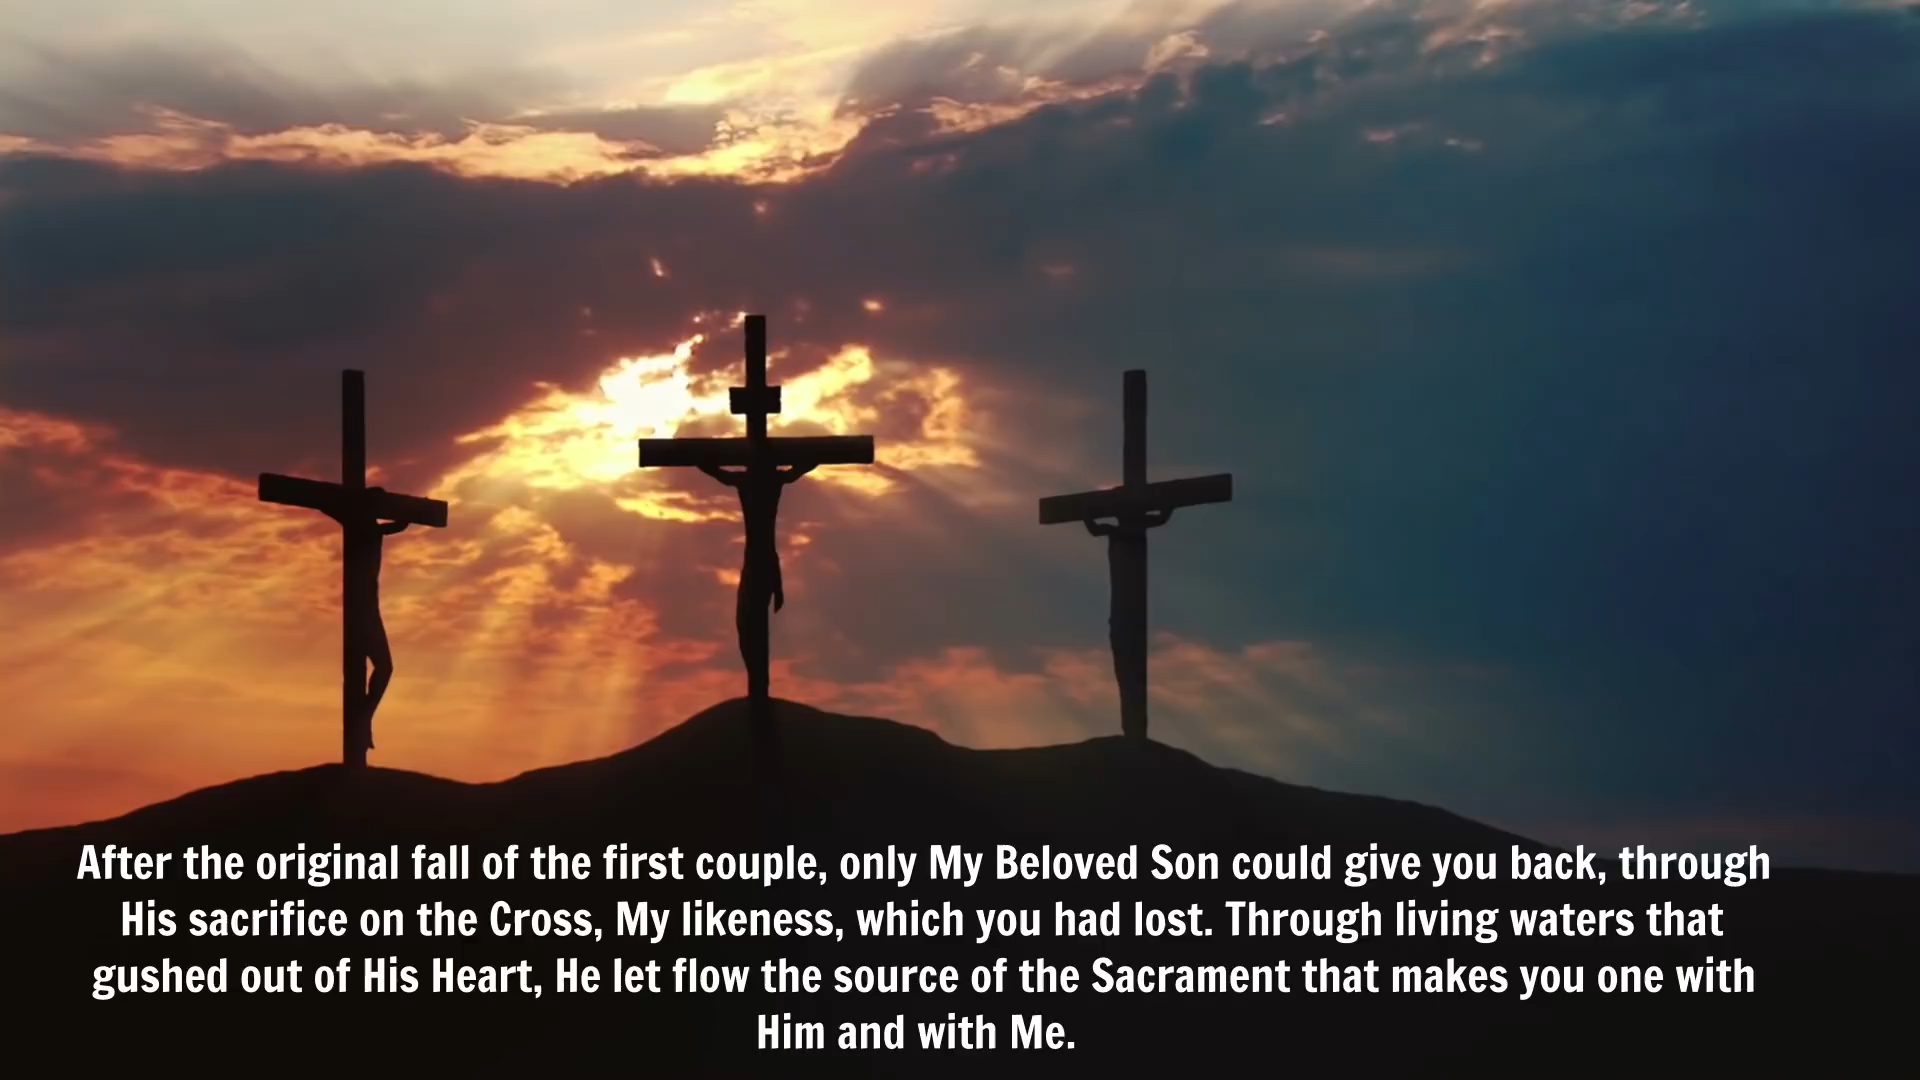 After the original fall of the first couple, only My Beloved Son could give you back, through
His sacrifice on the Cross, My likeness, which you had lost. Through living waters that
gushed out of His Heart, He let flow the source of the Sacrament that makes you one with
Him and with Me.